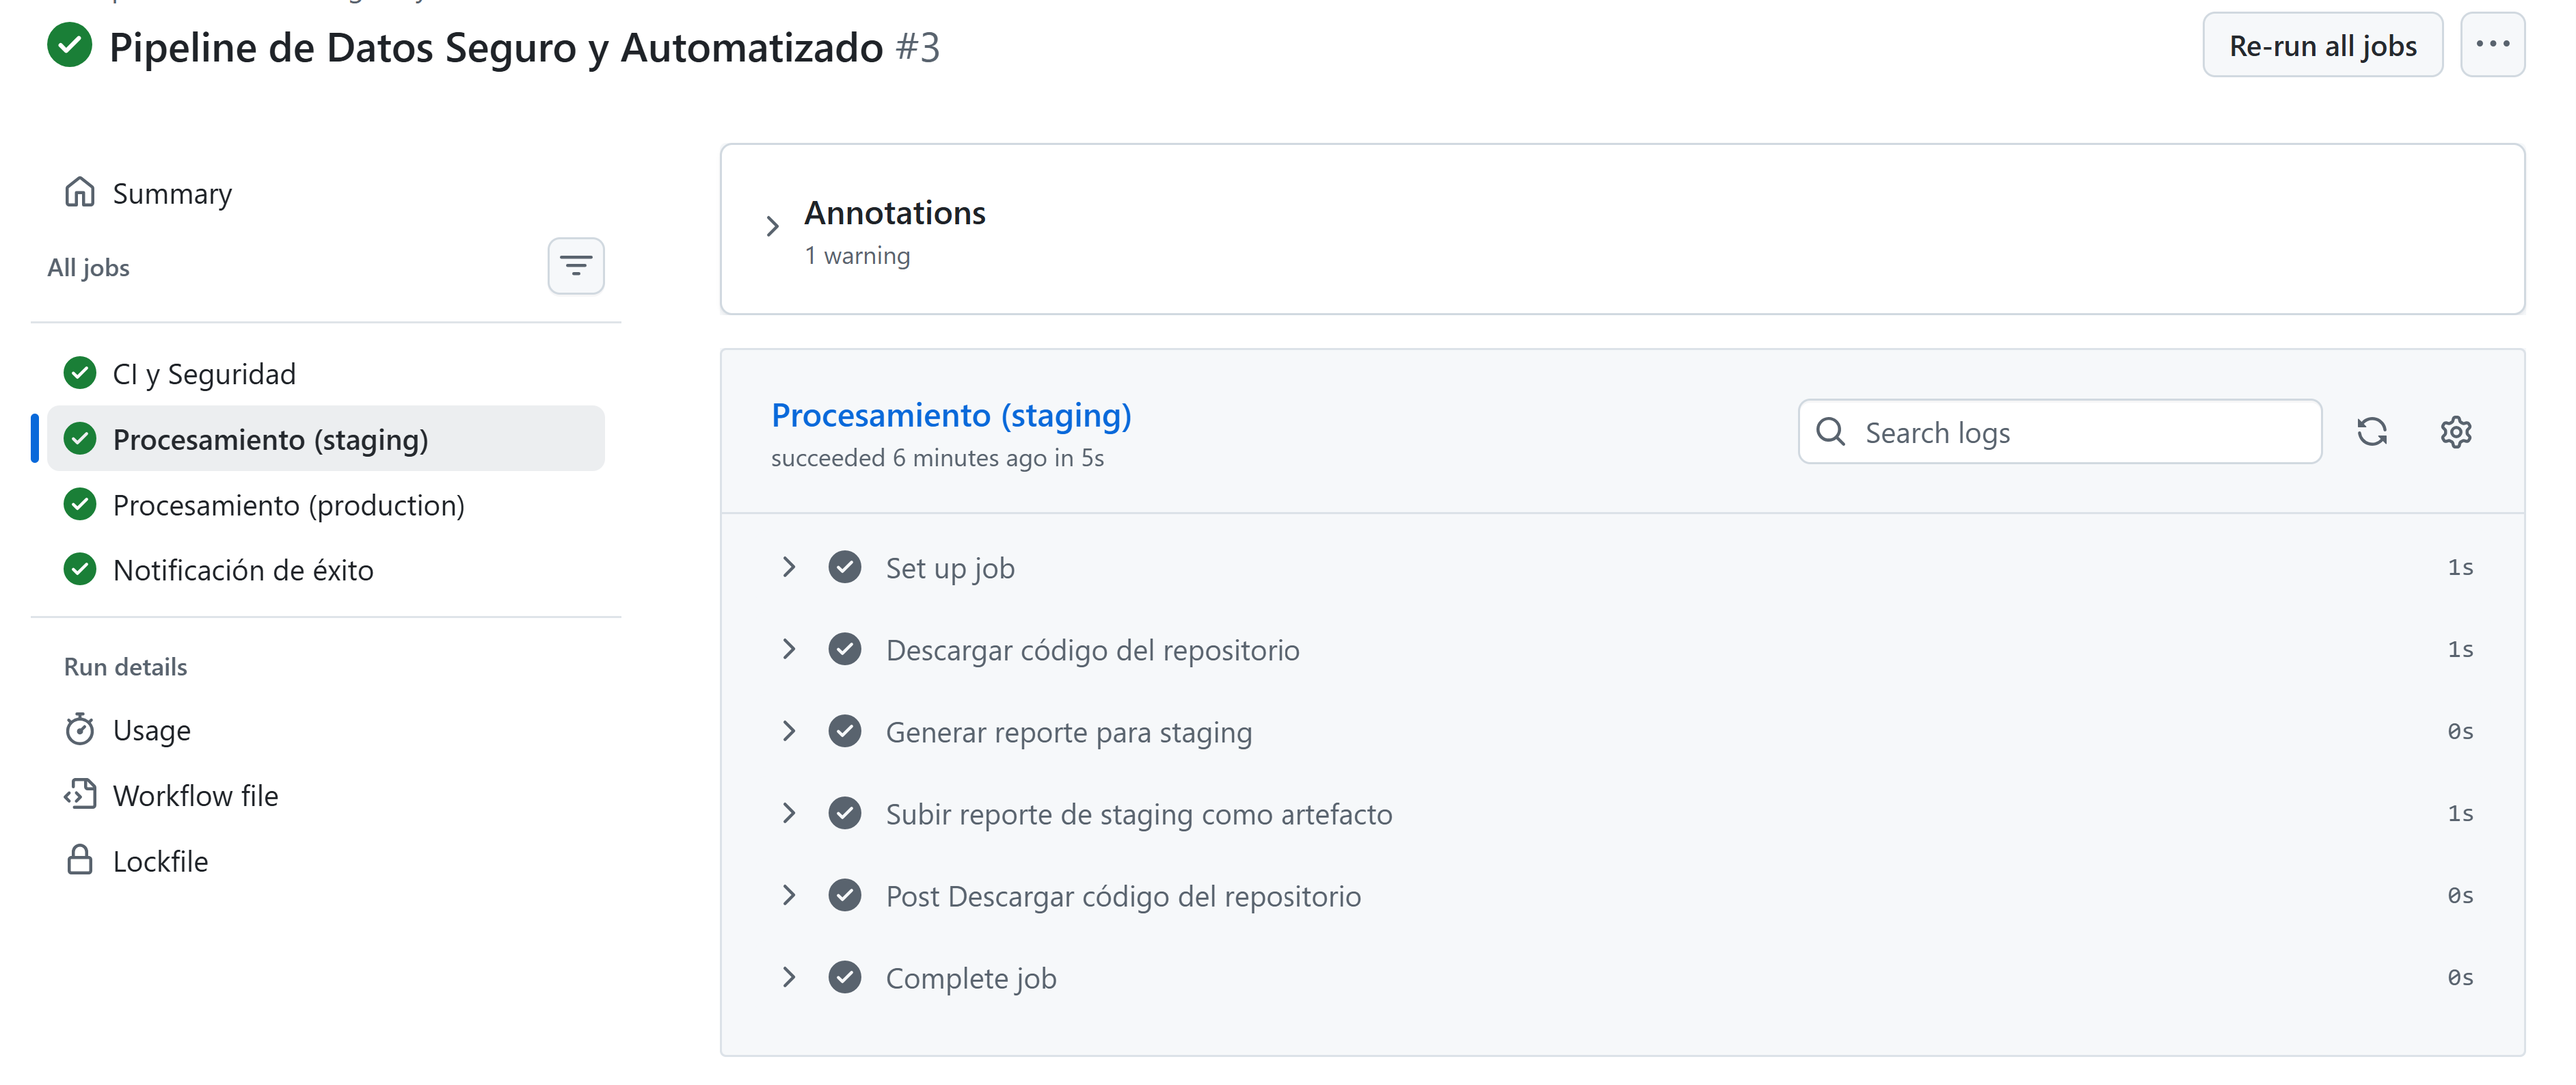 Pipeline de Datos Seguro y Automatizado #3
Re-run all jobs
Summary
All jobs
CI y Seguridad
Procesamiento (staging)
Procesamiento (production)
Notificación de éxito
Run details
Usage
Workflow file
Lockfile
Annotations
1 warning
Procesamiento (staging)
succeeded 6 minutes ago in 5s
Search logs
Set up job 1s
Descargar código del repositorio 1s
Generar reporte para staging 0s
Subir reporte de staging como artefacto 1s
Post Descargar código del repositorio 0s
Complete job 0s